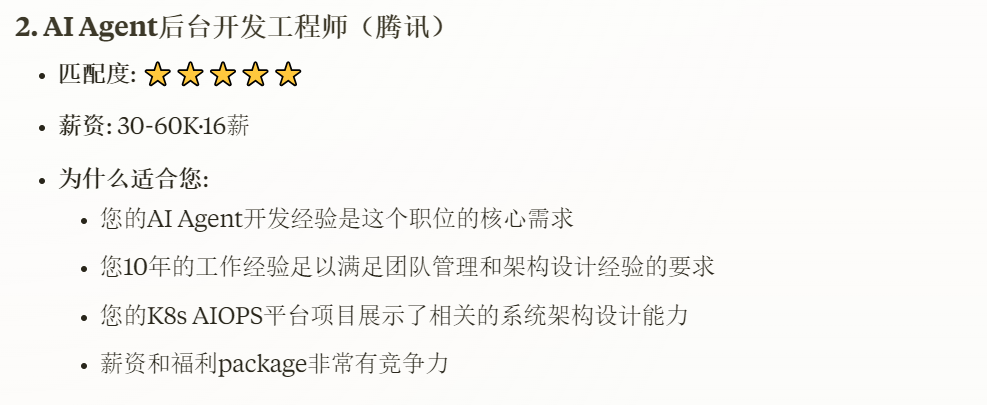 2. AI Agent后台开发工程师（腾讯）
• 匹配度: ⭐⭐⭐⭐⭐
• 薪资: 30-60K·16薪
• 为什么适合您:
• 您的AI Agent开发经验是这个职位的核心需求
• 您10年的工作经验足以满足团队管理和架构设计经验的要求
• 您的K8s AIOPS平台项目展示了相关的系统架构设计能力
• 薪资和福利package非常有竞争力